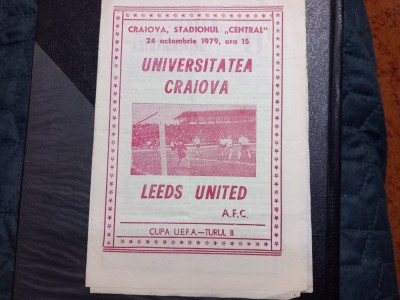 CRAIOVA, STADIONUL „CENTRAL"
24 octombrie 1979, ora 15
UNIVERSITATEA
CRAIOVA
LEEDS UNITED
A.F.C.
CUPA U.E.F.A.—TURUL II